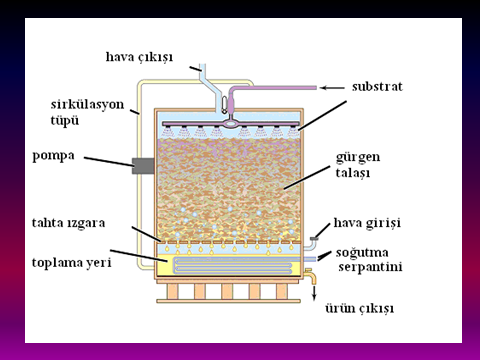 hava çıkışı
substrat
sirkülasyon
tüpü
pompa
gürgen
talaşı
tahta ızgara
hava girişi
toplama yeri
soğutma
serpantini
ürün çıkışı